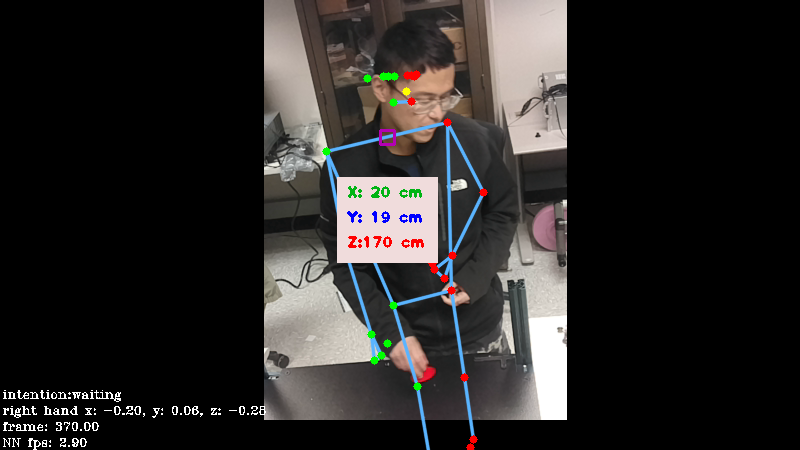 X: 20 cm
Y: 19 cm
Z:170 cm
intention:waiting
right hand x: -0.20, y: 0.06, z: -0.28
frame: 370.00
NN fps: 2.90